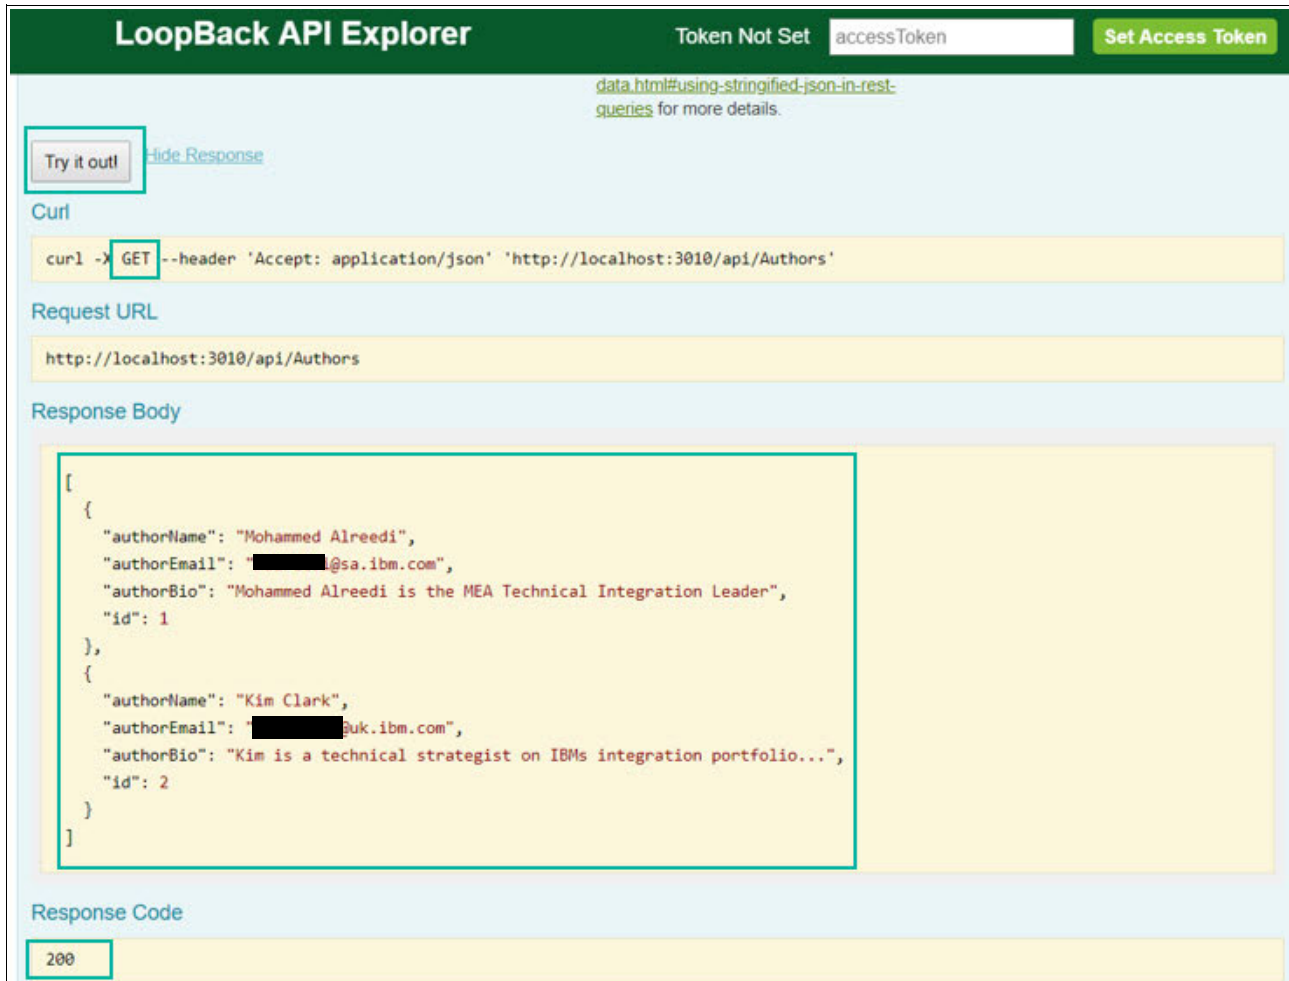 LoopBack API Explorer Token Not Set accessToken Set Access Token
data.html#using-stringified-json-in-rest-
queries for more details.
Try it out! Hide Response
Curl
curl -X GET --header 'Accept: application/json' 'http://localhost:3010/api/Authors'
Request URL
http://localhost:3010/api/Authors
Response Body
[
{
"authorName": "Mohammed Alreedi",
"authorEmail": "l@sa.ibm.com",
"authorBio": "Mohammed Alreedi is the MEA Technical Integration Leader",
"id": 1
},
{
"authorName": "Kim Clark",
"authorEmail": "@uk.ibm.com",
"authorBio": "Kim is a technical strategist on IBMs integration portfolio...",
"id": 2
}
]
Response Code
200